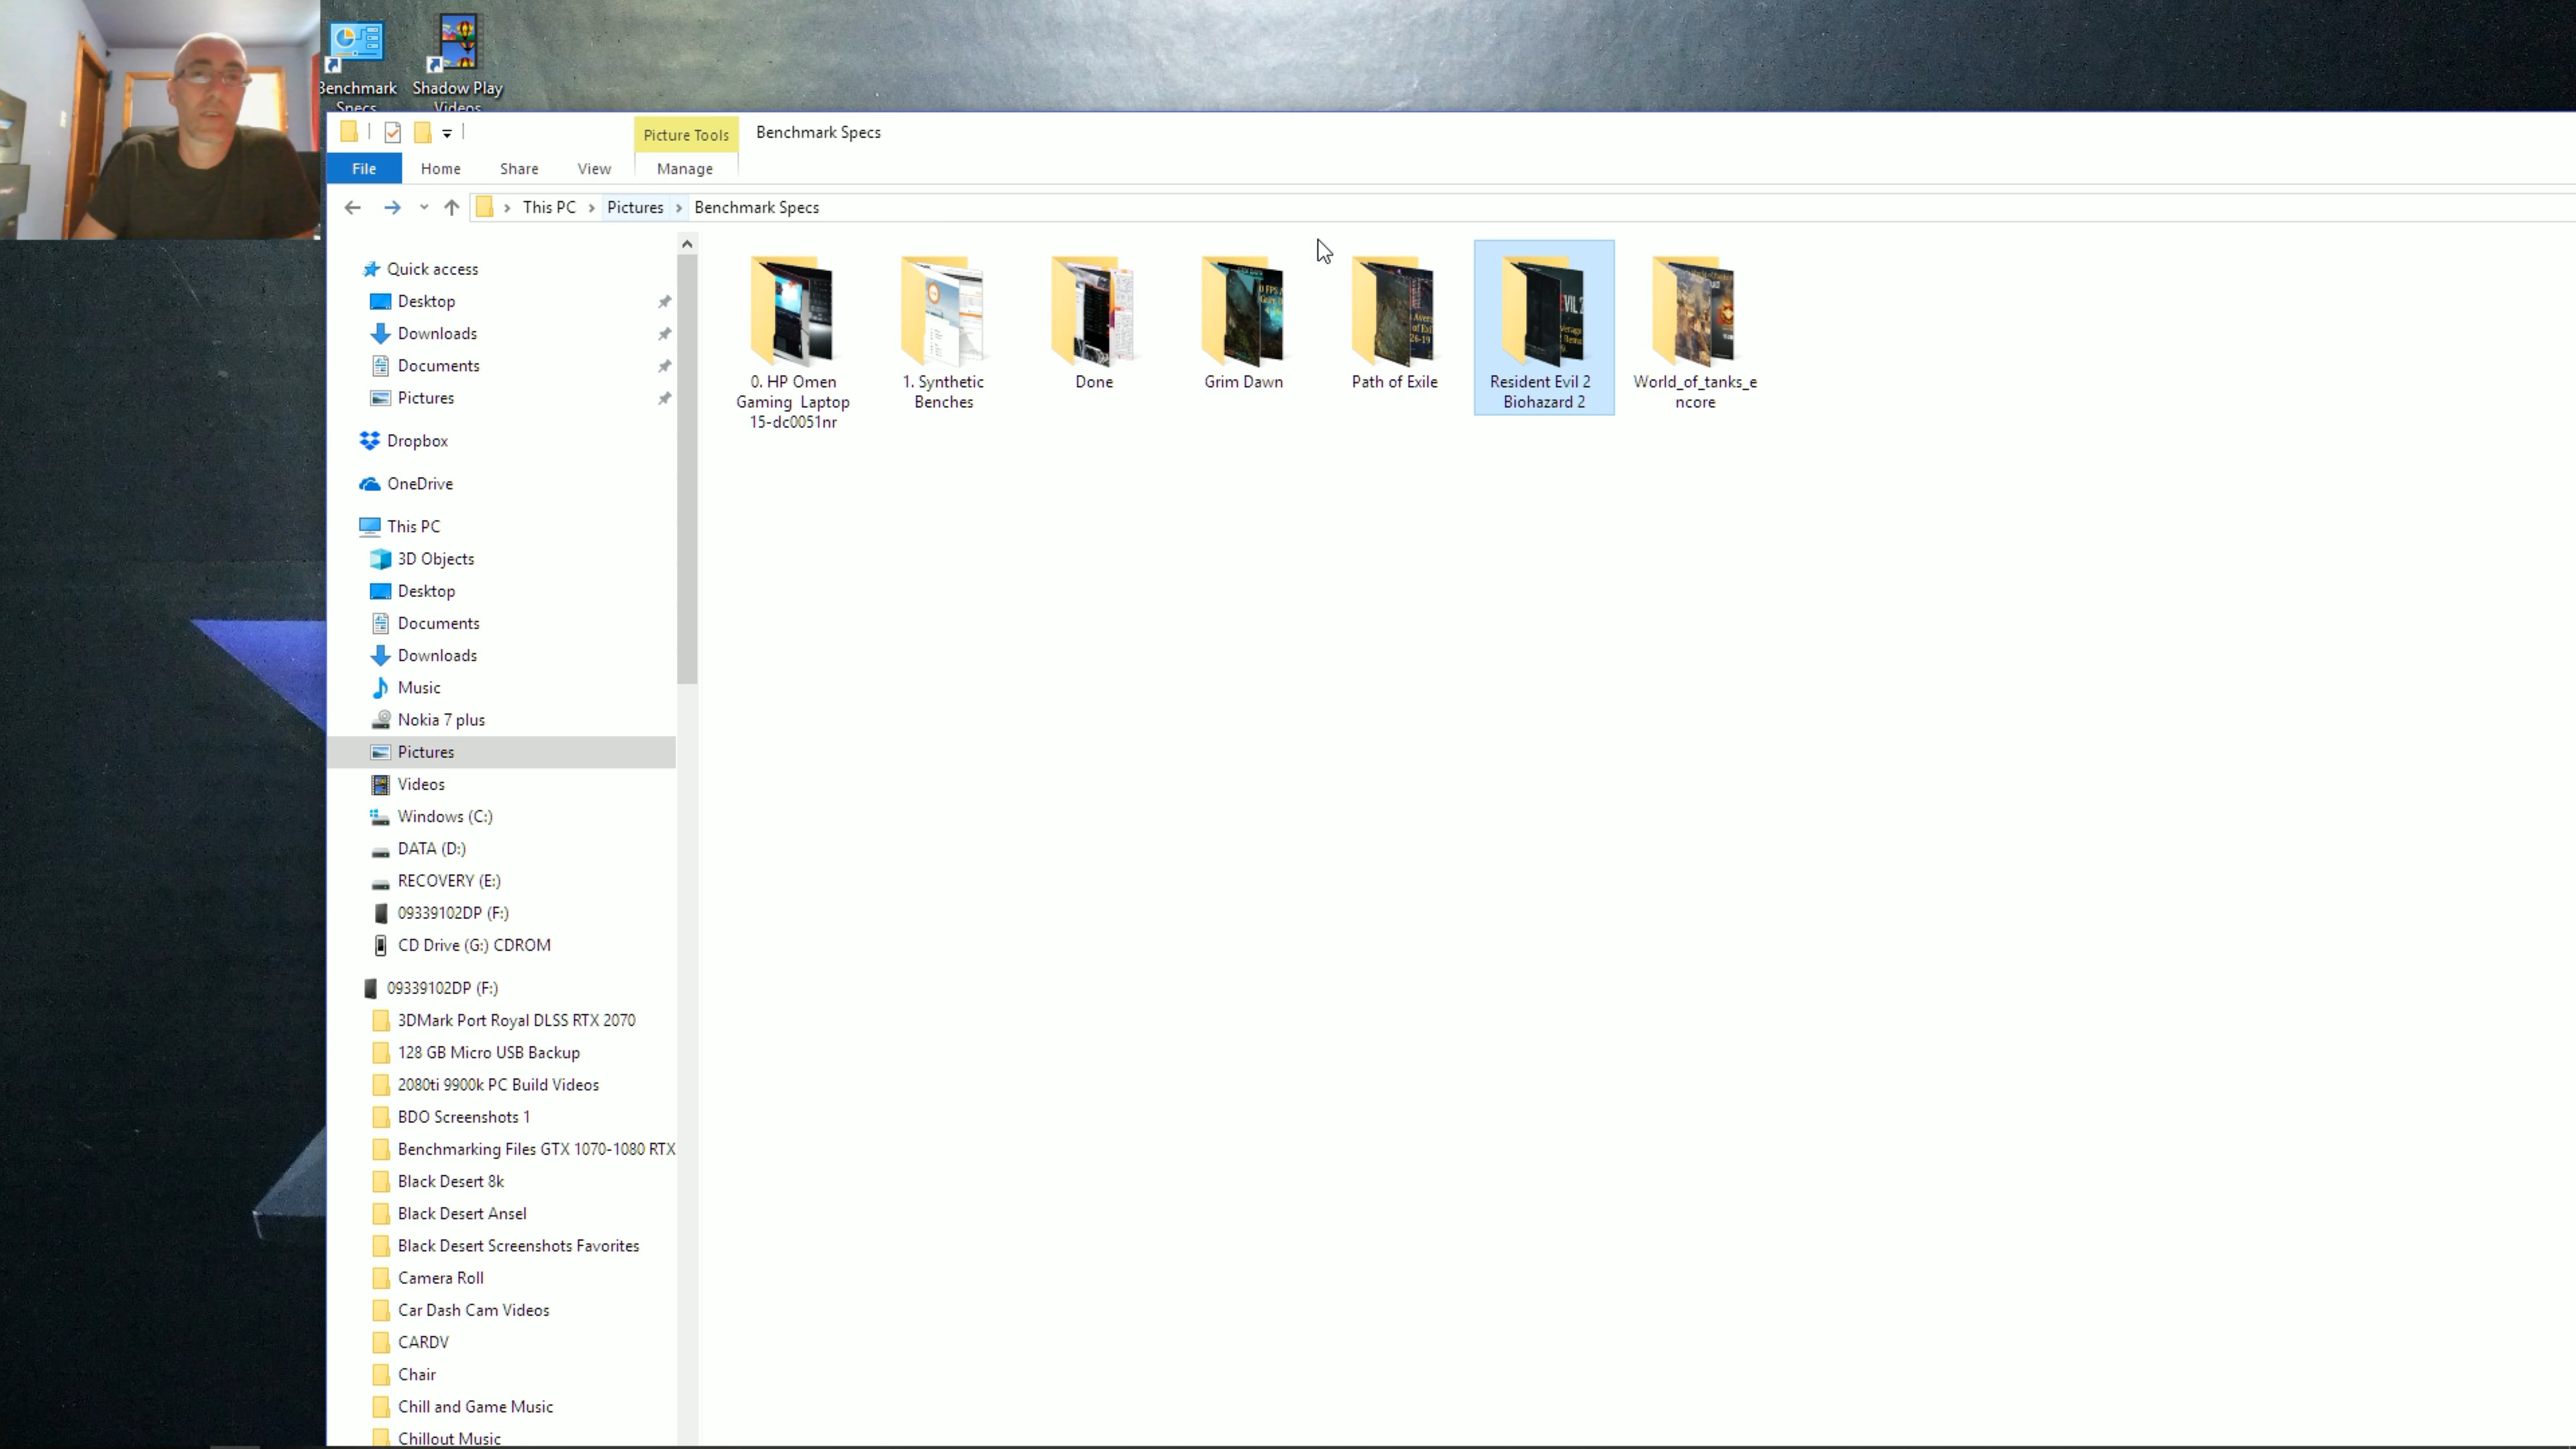 Benchmark
Specs
Shadow Play
Videos
Picture Tools
Benchmark Specs
File
Home
Share
View
Manage
This PC
Pictures
Benchmark Specs
Quick access
Desktop
Downloads
Documents
Pictures
Dropbox
OneDrive
This PC
3D Objects
Desktop
Documents
Downloads
Music
Nokia 7 plus
Pictures
Videos
Windows (C:)
DATA (D:)
RECOVERY (E:)
09339102DP (F:)
CD Drive (G:) CDROM
09339102DP (F:)
3DMark Port Royal DLSS RTX 2070
128 GB Micro USB Backup
2080ti 9900k PC Build Videos
BDO Screenshots 1
Benchmarking Files GTX 1070-1080 RTX
Black Desert 8k
Black Desert Ansel
Black Desert Screenshots Favorites
Camera Roll
Car Dash Cam Videos
CARDV
Chair
Chill and Game Music
Chillout Music
0. HP Omen
Gaming Laptop
15-dc0051nr
1. Synthetic
Benches
Done
Grim Dawn
Path of Exile
Resident Evil 2
Biohazard 2
World_of_tanks_e
ncore